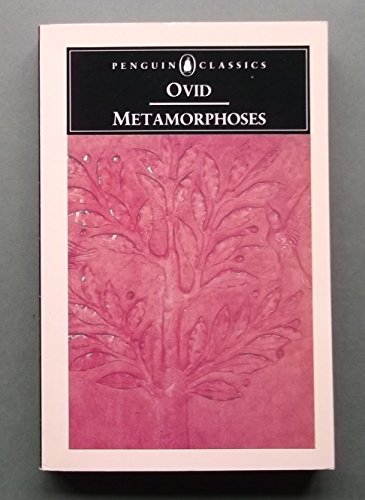 PENGUIN CLASSICS
OVID
METAMORPHOSES